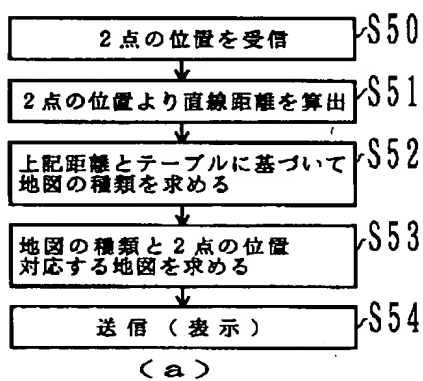 2点の位置を受信
S50
2点の位置より直線距離を算出
S51
上記距離とテーブルに基づいて
地図の種類を求める
S52
地図の種類と2点の位置
対応する地図を求める
S53
送信(表示)
S54
(a)